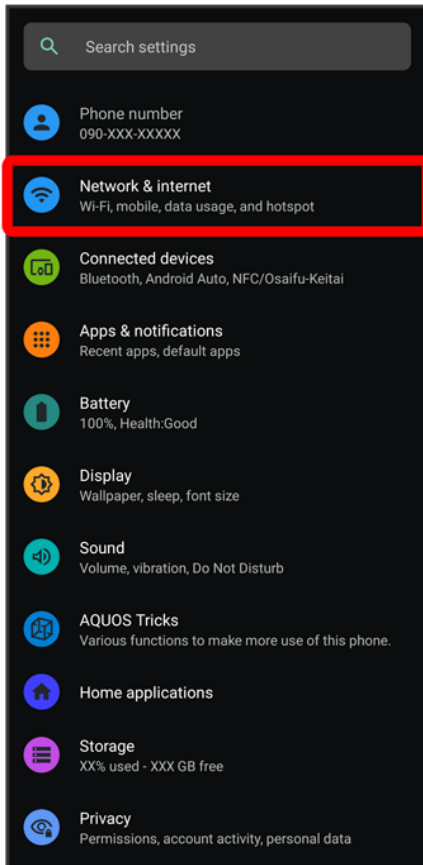 Search settings
Phone number
090-XXX-XXXXX
Network & internet
Wi-Fi, mobile, data usage, and hotspot
Connected devices
Bluetooth, Android Auto, NFC/Osaifu-Keitai
Apps & notifications
Recent apps, default apps
Battery
100%, Health:Good
Display
Wallpaper, sleep, font size
Sound
Volume, vibration, Do Not Disturb
AQUOS Tricks
Various functions to make more use of this phone.
Home applications
Storage
XX% used - XXX GB free
Privacy
Permissions, account activity, personal data